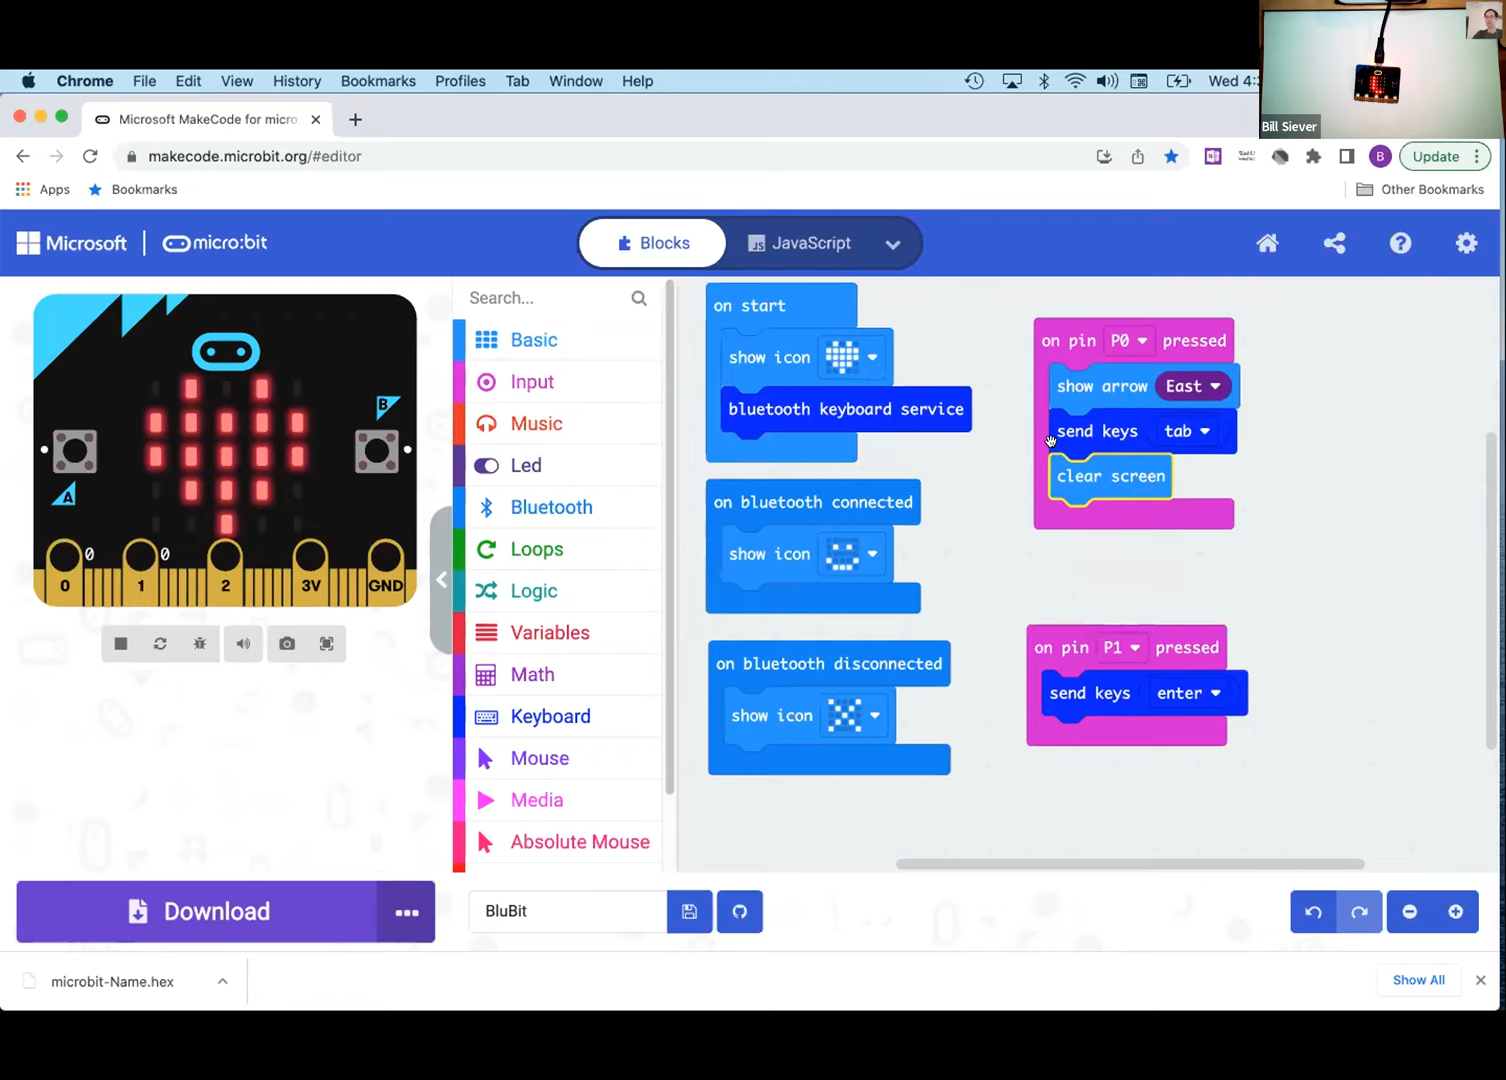 Chrome File Edit View History Bookmarks Profiles Tab Window Help Wed 4:
Bill Siever
Microsoft MakeCode for micro
makecode.microbit.org/#editor
B
Update
Apps
Bookmarks
Other Bookmarks
Microsoft
micro:bit
Blocks
JS JavaScript
Search...
Basic
Input
Music
Led
Bluetooth
Loops
Logic
Variables
Math
Keyboard
Mouse
Media
Absolute Mouse
B
A
0
0
0 1 2 3V GND
on start
show icon
bluetooth keyboard service
on bluetooth connected
show icon
on bluetooth disconnected
show icon
on pin P0 pressed
show arrow East
send keys tab
clear screen
on pin P1 pressed
send keys enter
Download
BluBit
microbit-Name.hex
Show All